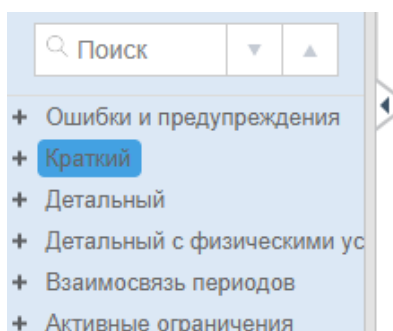 Поиск
Ошибки и предупреждения
Краткий
Детальный
Детальный с физическими ус
Взаимосвязь периодов
Активные ограничения